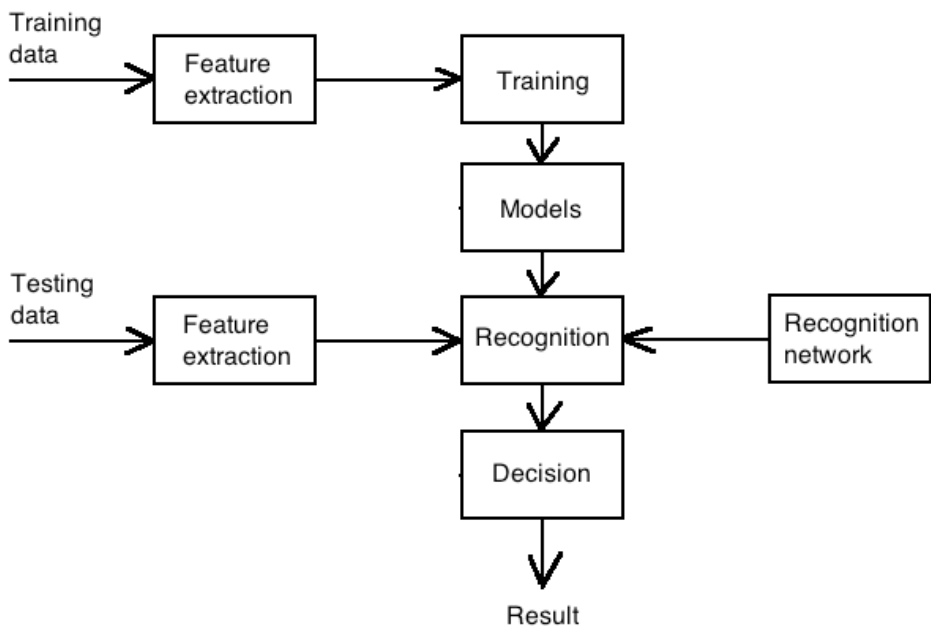 Training
data
Feature
extraction
Training
Models
Testing
data
Feature
extraction
Recognition
Recognition
network
Decision
Result